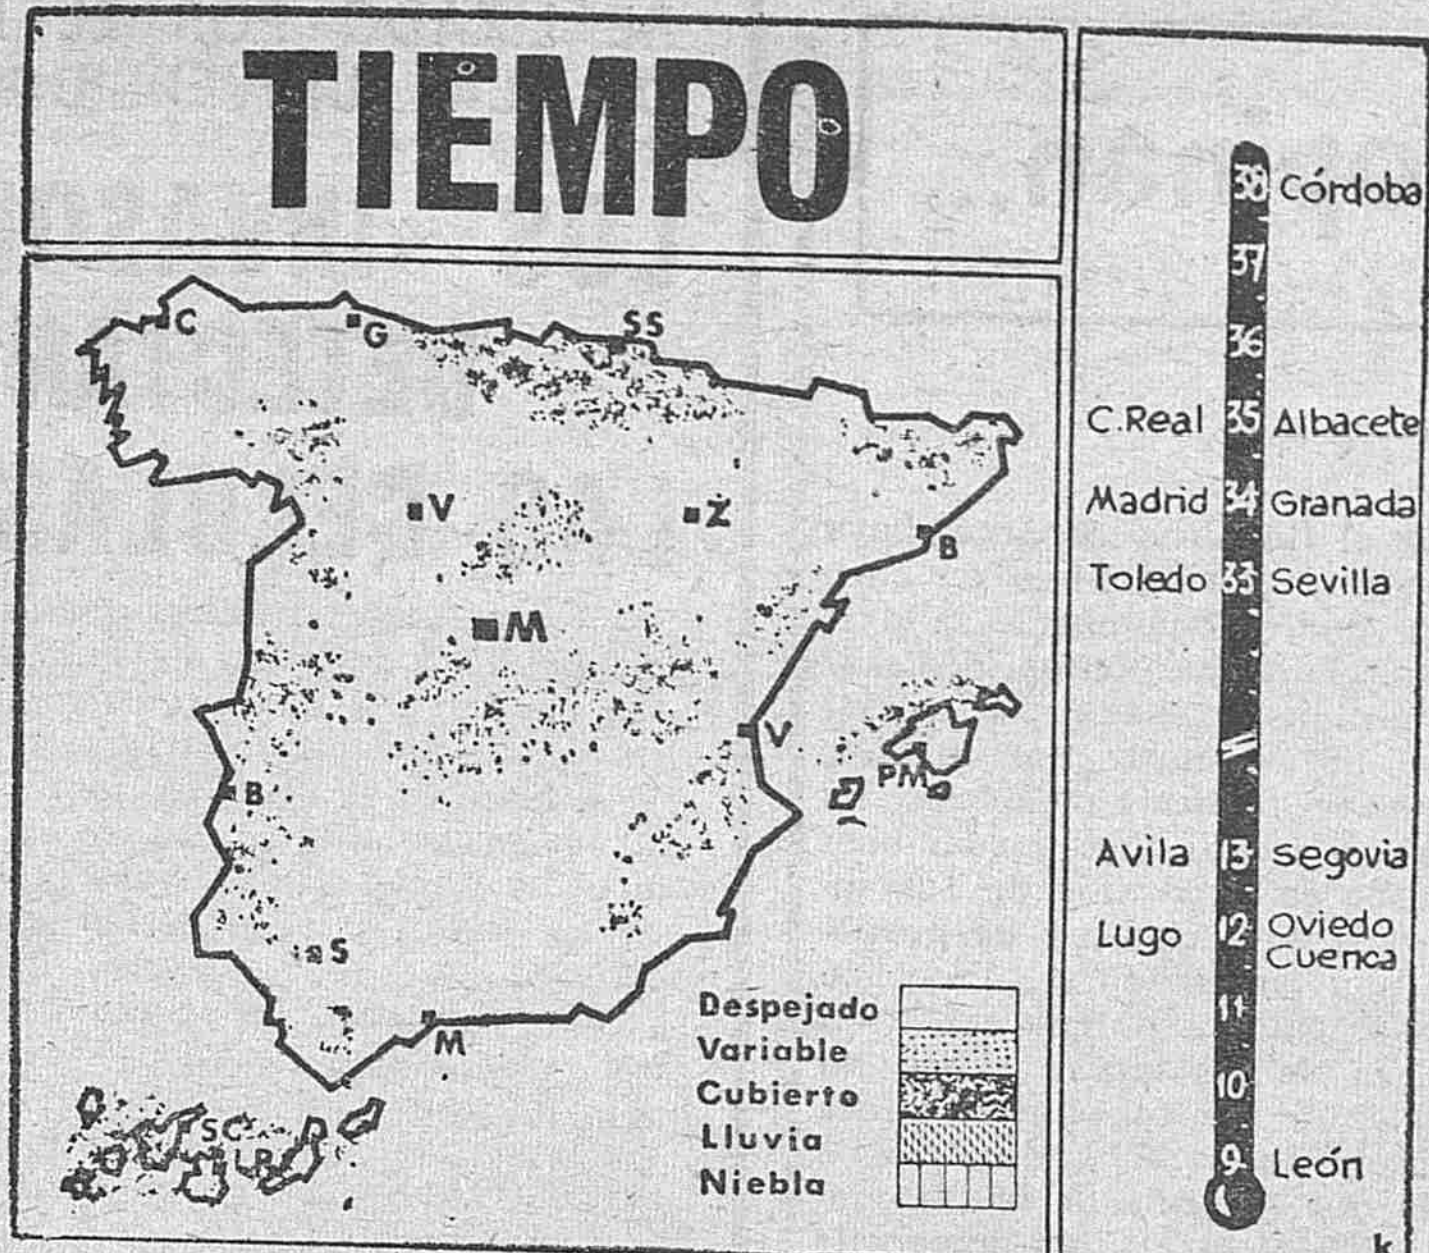 TIEMPO
C
G
SS
V
Z
B
M
V
PM
B
S
M
SC
LP
Despejado
Variable
Cubierto
Lluvia
Niebla
38 Córdoba
37
36
C.Real 35 Albacete
Madrid 34 Granada
Toledo 33 Sevilla
Avila 13 Segovia
Lugo 12 Oviedo
Cuenca
11
10
9 León
k